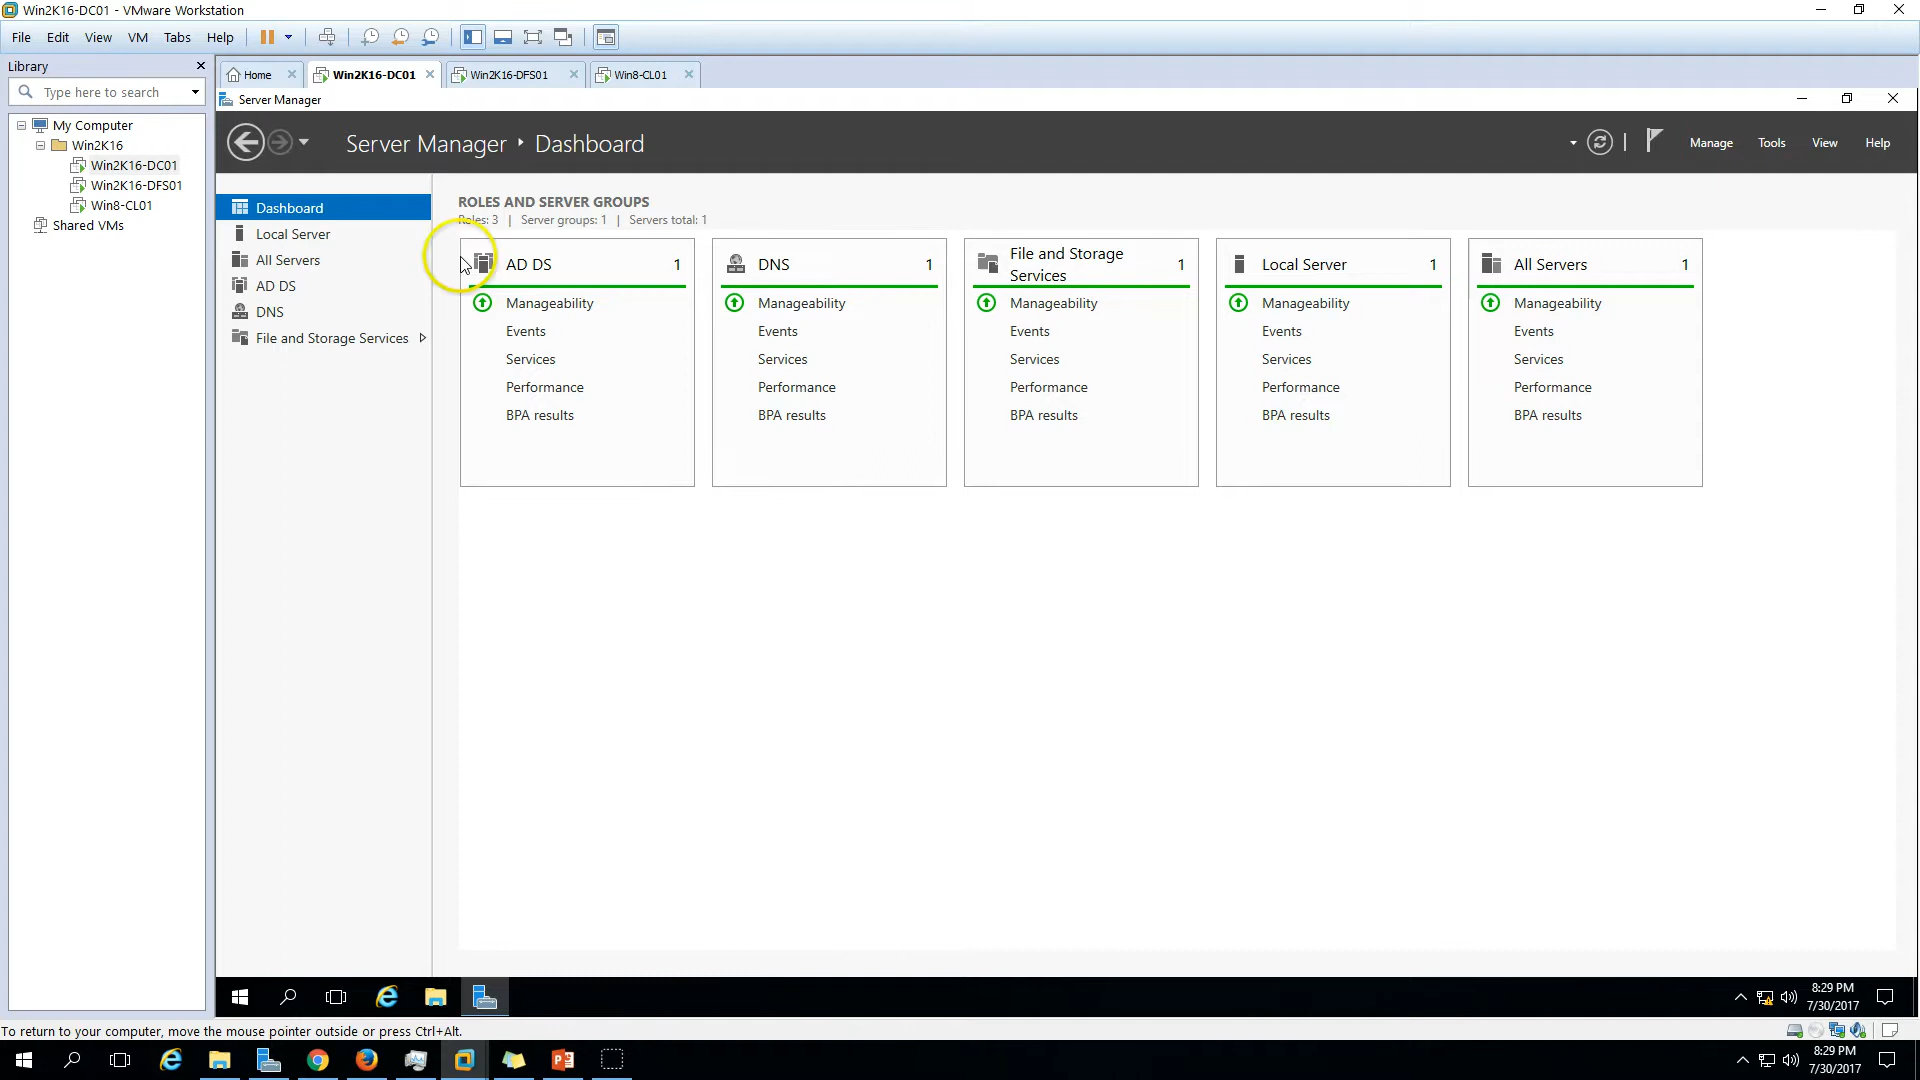 Win2K16-DC01 - VMware Workstation
File Edit View VM Tabs Help
Library
Type here to search
My Computer
Win2K16
Win2K16-DC01
Win2K16-DFS01
Win8-CL01
Shared VMs
Home Win2K16-DC01 Win2K16-DFS01 Win8-CL01
Server Manager
Server Manager Dashboard
Manage Tools View Help
Dashboard
Local Server
All Servers
AD DS
DNS
File and Storage Services
ROLES AND SERVER GROUPS
Roles: 3 | Server groups: 1 | Servers total: 1
AD DS 1
Manageability
Events
Services
Performance
BPA results
DNS 1
Manageability
Events
Services
Performance
BPA results
File and Storage
Services 1
Manageability
Events
Services
Performance
BPA results
Local Server 1
Manageability
Events
Services
Performance
BPA results
All Servers 1
Manageability
Events
Services
Performance
BPA results
8:29 PM
7/30/2017
To return to your computer, move the mouse pointer outside or press Ctrl+Alt.
8:29 PM
7/30/2017